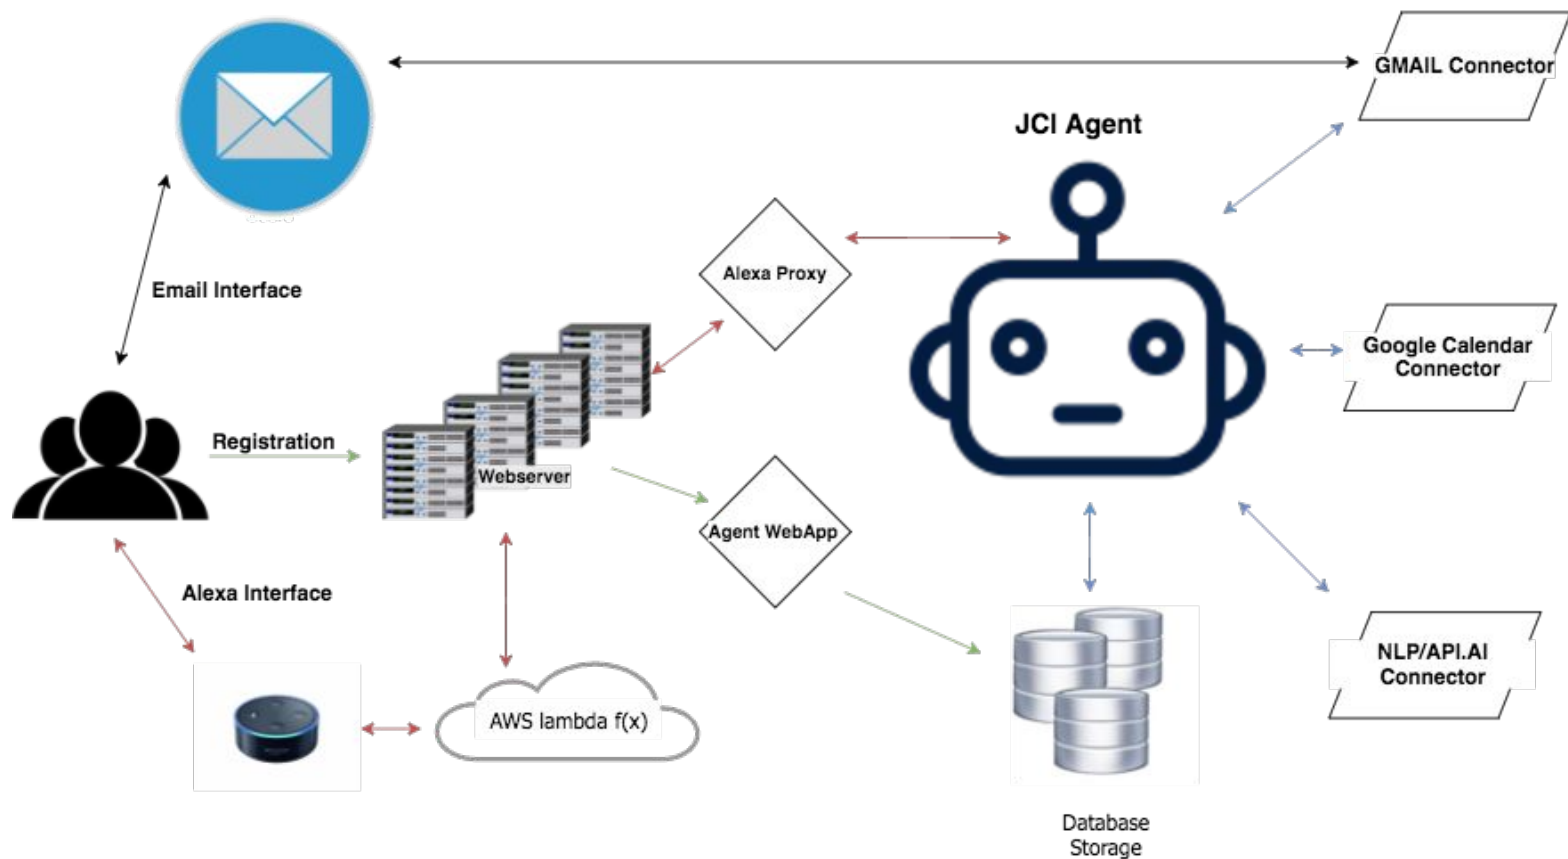 GMAIL Connector
JCI Agent
Alexa Proxy
Email Interface
Google Calendar
Connector
Registration
Webserver
Agent WebApp
Alexa Interface
NLP/API.AI
Connector
AWS lambda f(x)
Database
Storage